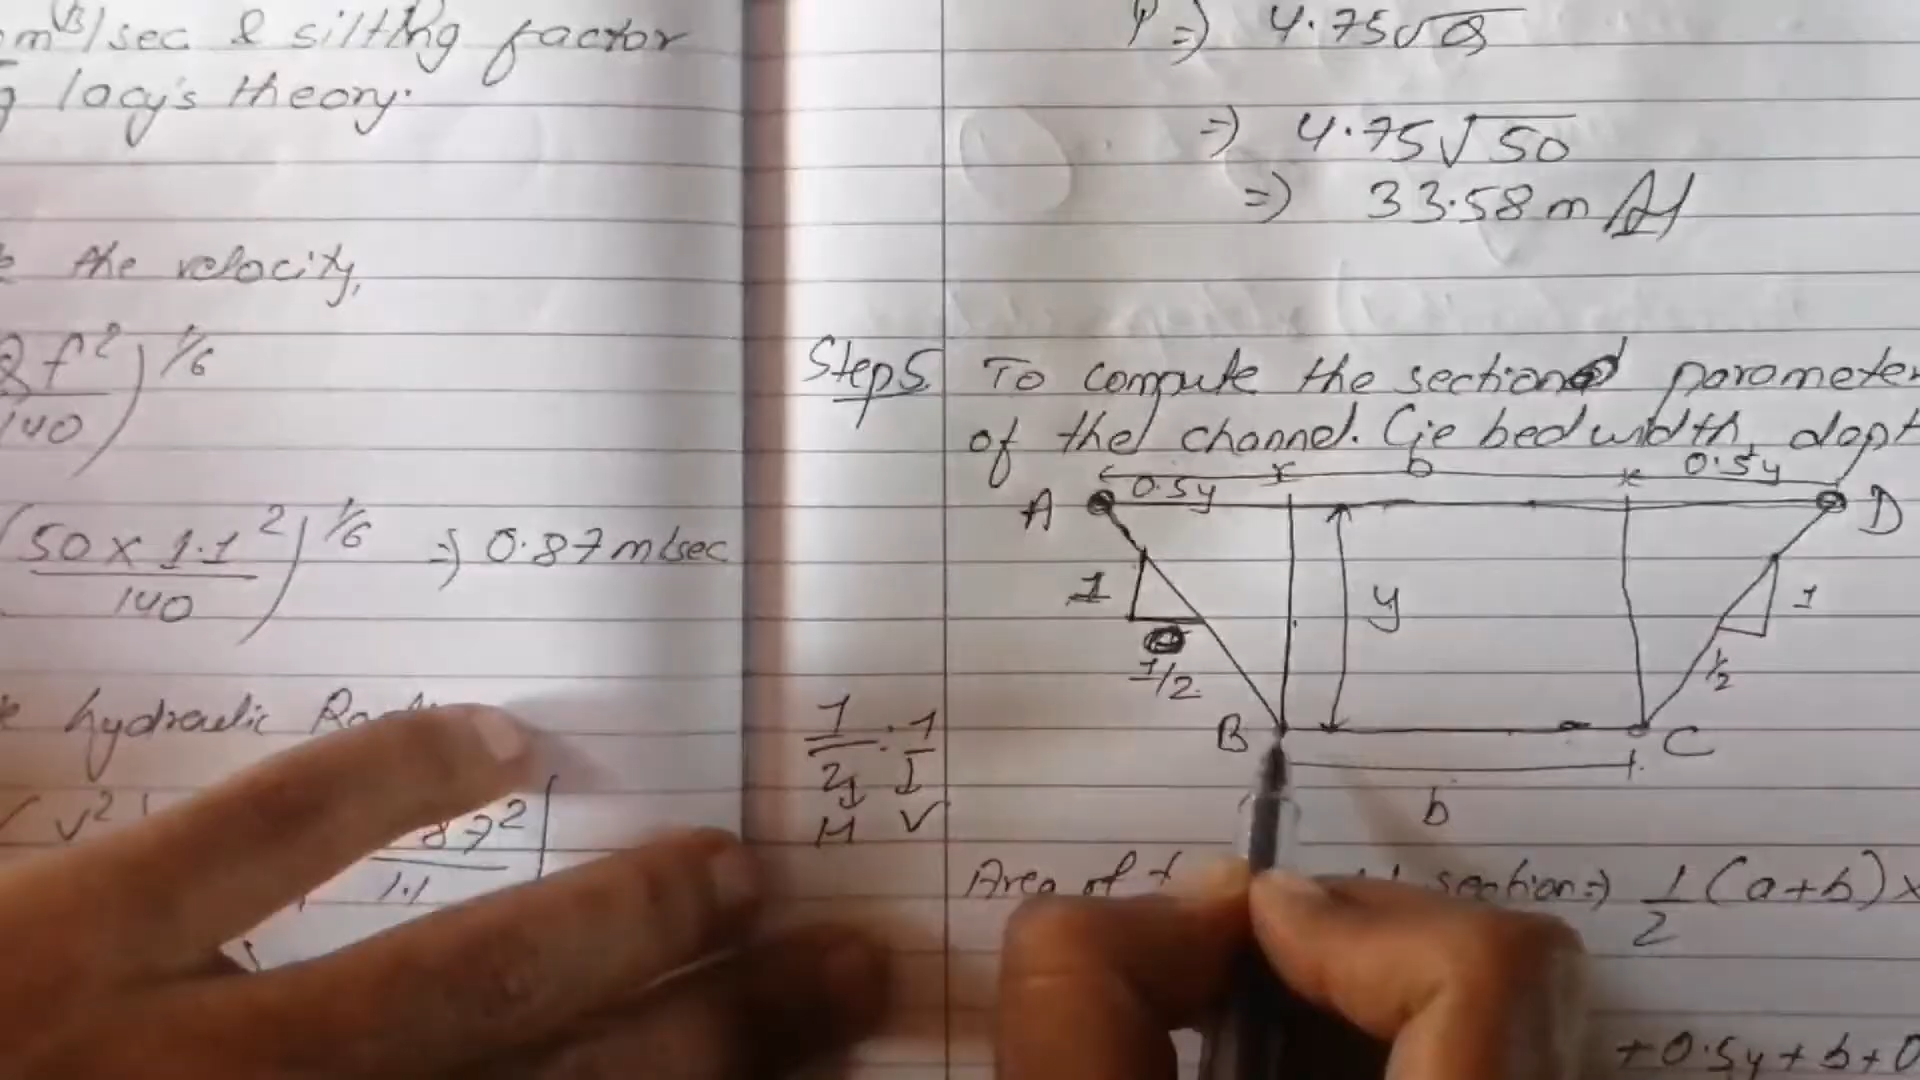 m³/sec & silting factor
lacy's theory.
the velocity,
f²)^1/6
140
(50 x 1.1²)^1/6 => 0.87 m/sec
140
hydraulic
v²
87²
1.1
P => 4.75√Q
=> 4.75√50
=> 33.58 m
Step 5. To compute the sectional parameter
of the channel. (ie bed width, dept
0.5y b 0.5y
A D
1 y 1
1/2 1/2
B C
b
1/2 : 1/1
H V
Area of section => 1/2 (a+b) x
+0.5y + b + 0